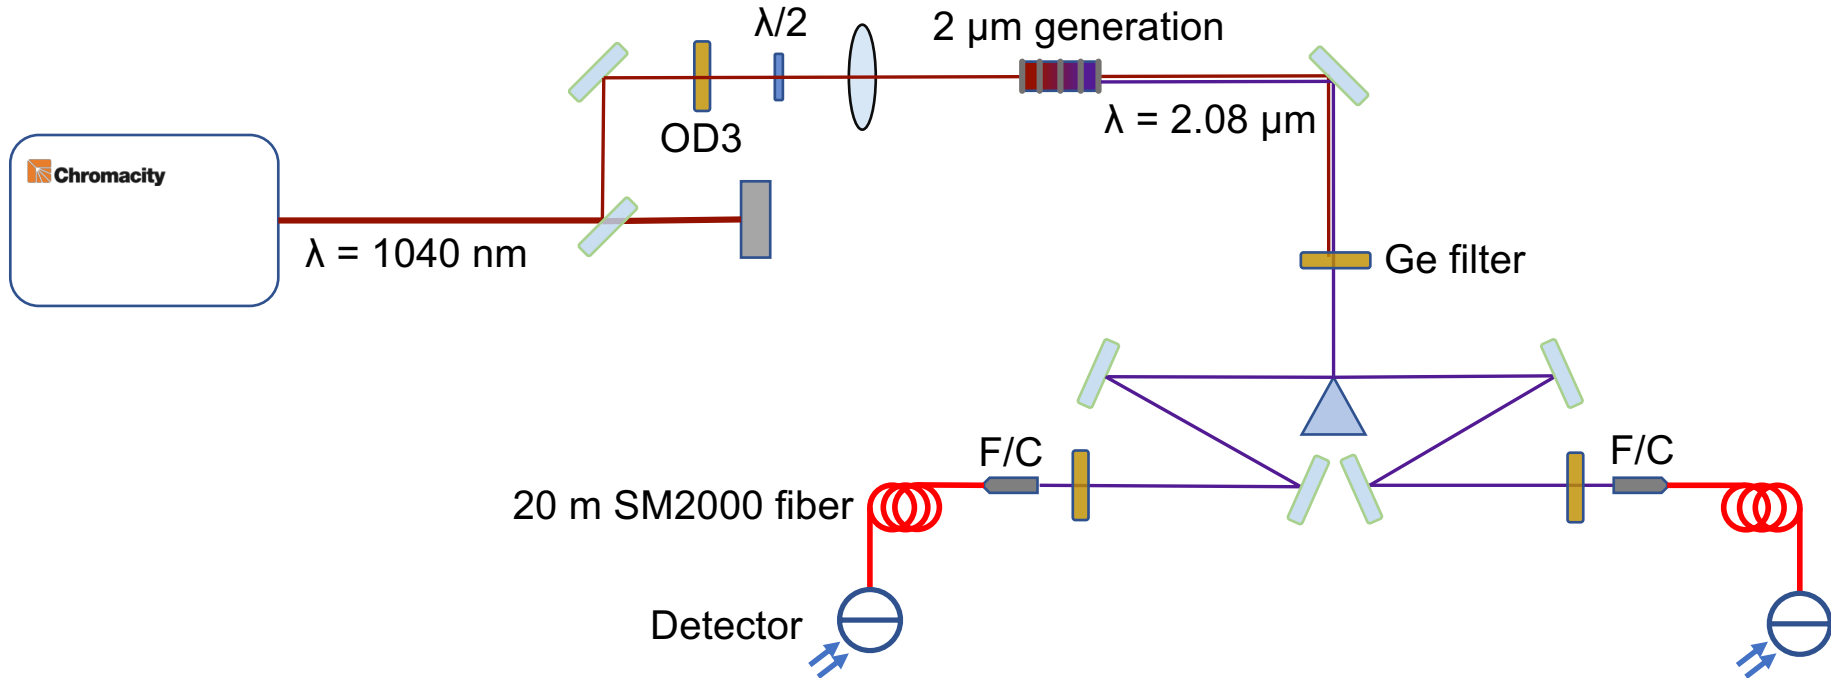 λ/2
2 µm generation
OD3
λ = 2.08 µm
Chromacity
λ = 1040 nm
Ge filter
F/C
F/C
20 m SM2000 fiber
Detector